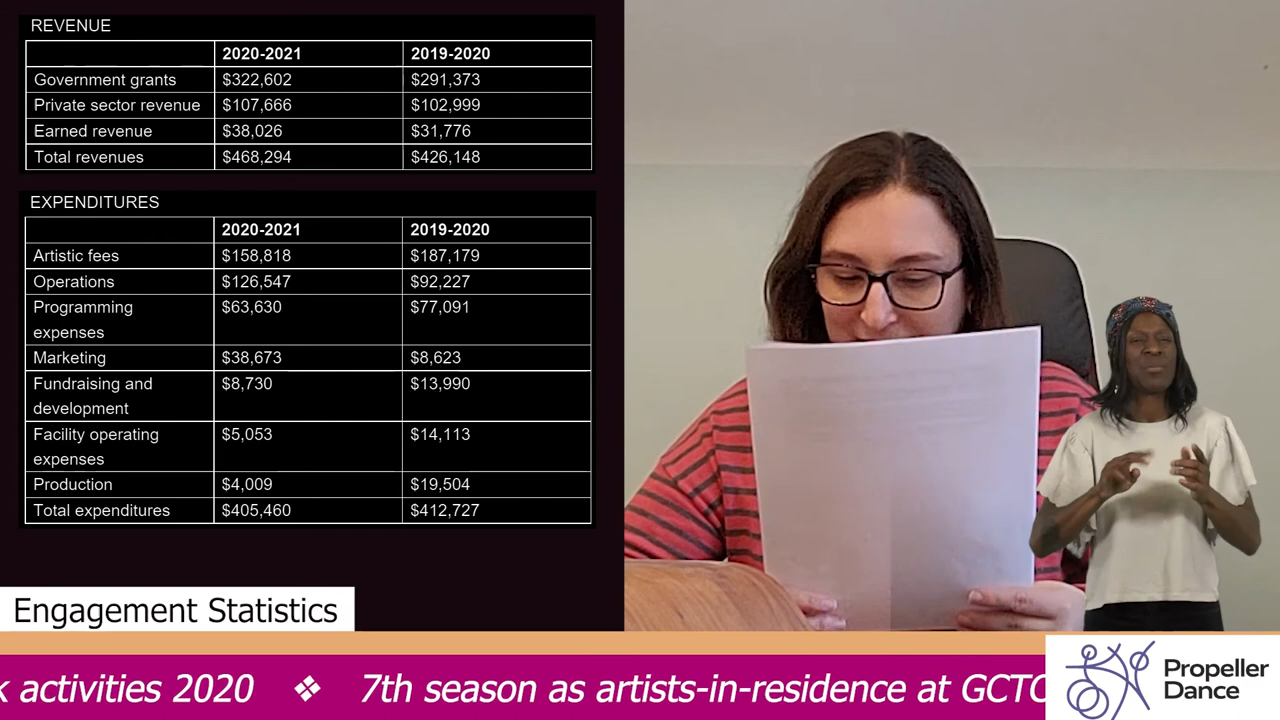 REVENUE
2020-2021 2019-2020
Government grants $322,602 $291,373
Private sector revenue $107,666 $102,999
Earned revenue $38,026 $31,776
Total revenues $468,294 $426,148
EXPENDITURES
2020-2021 2019-2020
Artistic fees $158,818 $187,179
Operations $126,547 $92,227
Programming $63,630 $77,091
expenses
Marketing $38,673 $8,623
Fundraising and $8,730 $13,990
development
Facility operating $5,053 $14,113
expenses
Production $4,009 $19,504
Total expenditures $405,460 $412,727
Engagement Statistics
k activities 2020 ❖ 7th season as artists-in-residence at GCTC
Propeller
Dance